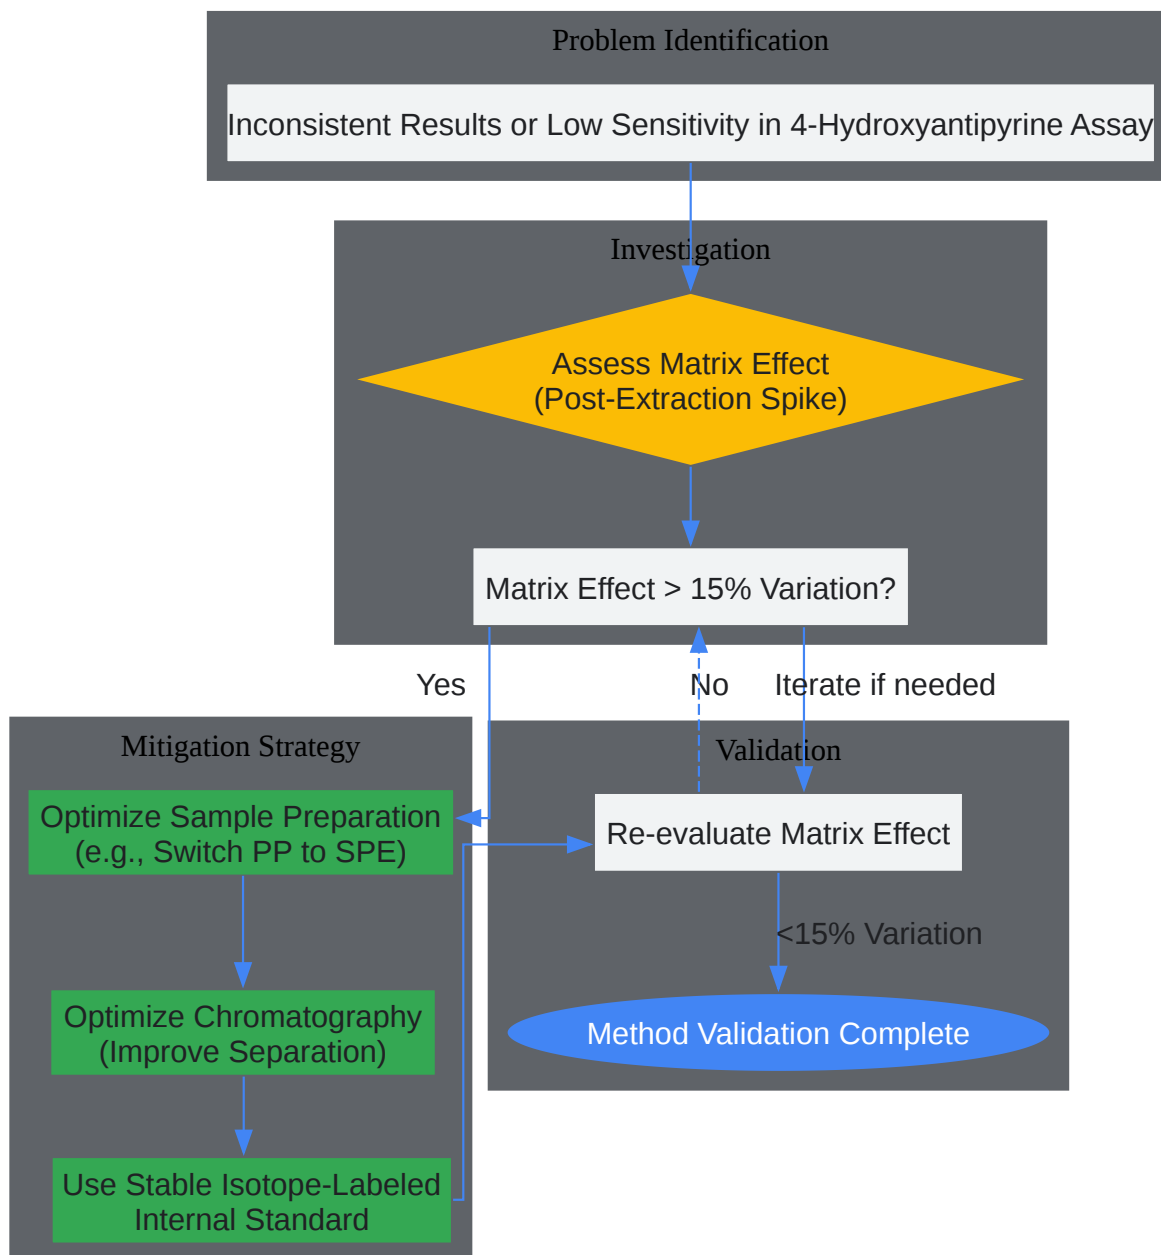 Problem Identification
Inconsistent Results or Low Sensitivity in 4-Hydroxyantipyrine Assay
Investigation
Assess Matrix Effect
(Post-Extraction Spike)
Matrix Effect > 15% Variation?
Yes
No
Iterate if needed
Mitigation Strategy
Optimize Sample Preparation
(e.g., Switch PP to SPE)
Optimize Chromatography
(Improve Separation)
Use Stable Isotope-Labeled
Internal Standard
Validation
Re-evaluate Matrix Effect
<15% Variation
Method Validation Complete